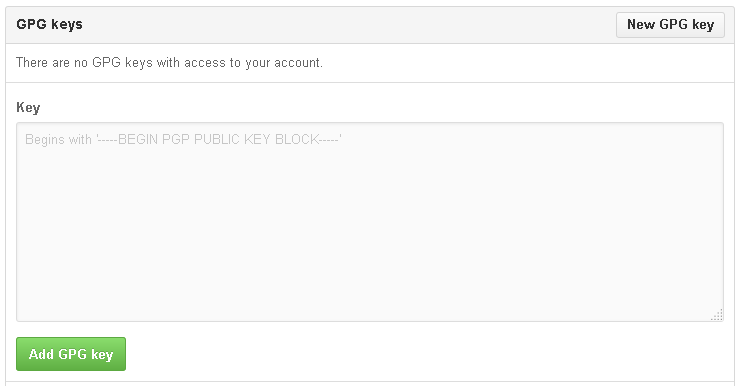 GPG keys
New GPG key
There are no GPG keys with access to your account.
Key
Begins with '-----BEGIN PGP PUBLIC KEY BLOCK-----'
Add GPG key